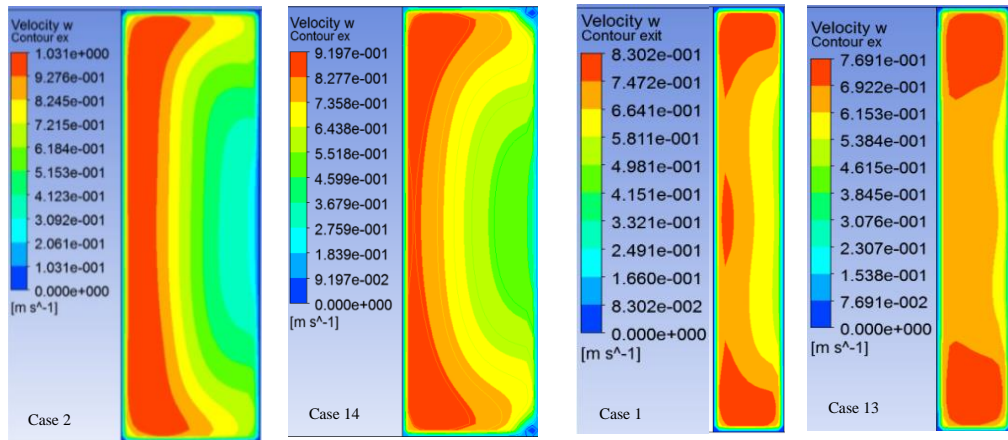 Velocity w
Contour ex
1.031e+000
9.276e-001
8.245e-001
7.215e-001
6.184e-001
5.153e-001
4.123e-001
3.092e-001
2.061e-001
1.031e-001
0.000e+000
[m s^-1]
Case 2
Velocity w
Contour ex
9.197e-001
8.277e-001
7.358e-001
6.438e-001
5.518e-001
4.599e-001
3.679e-001
2.759e-001
1.839e-001
9.197e-002
0.000e+000
[m s^-1]
Case 14
Velocity w
Contour exit
8.302e-001
7.472e-001
6.641e-001
5.811e-001
4.981e-001
4.151e-001
3.321e-001
2.491e-001
1.660e-001
8.302e-002
0.000e+000
[m s^-1]
Case 1
Velocity w
Contour ex
7.691e-001
6.922e-001
6.153e-001
5.384e-001
4.615e-001
3.845e-001
3.076e-001
2.307e-001
1.538e-001
7.691e-002
0.000e+000
[m s^-1]
Case 13